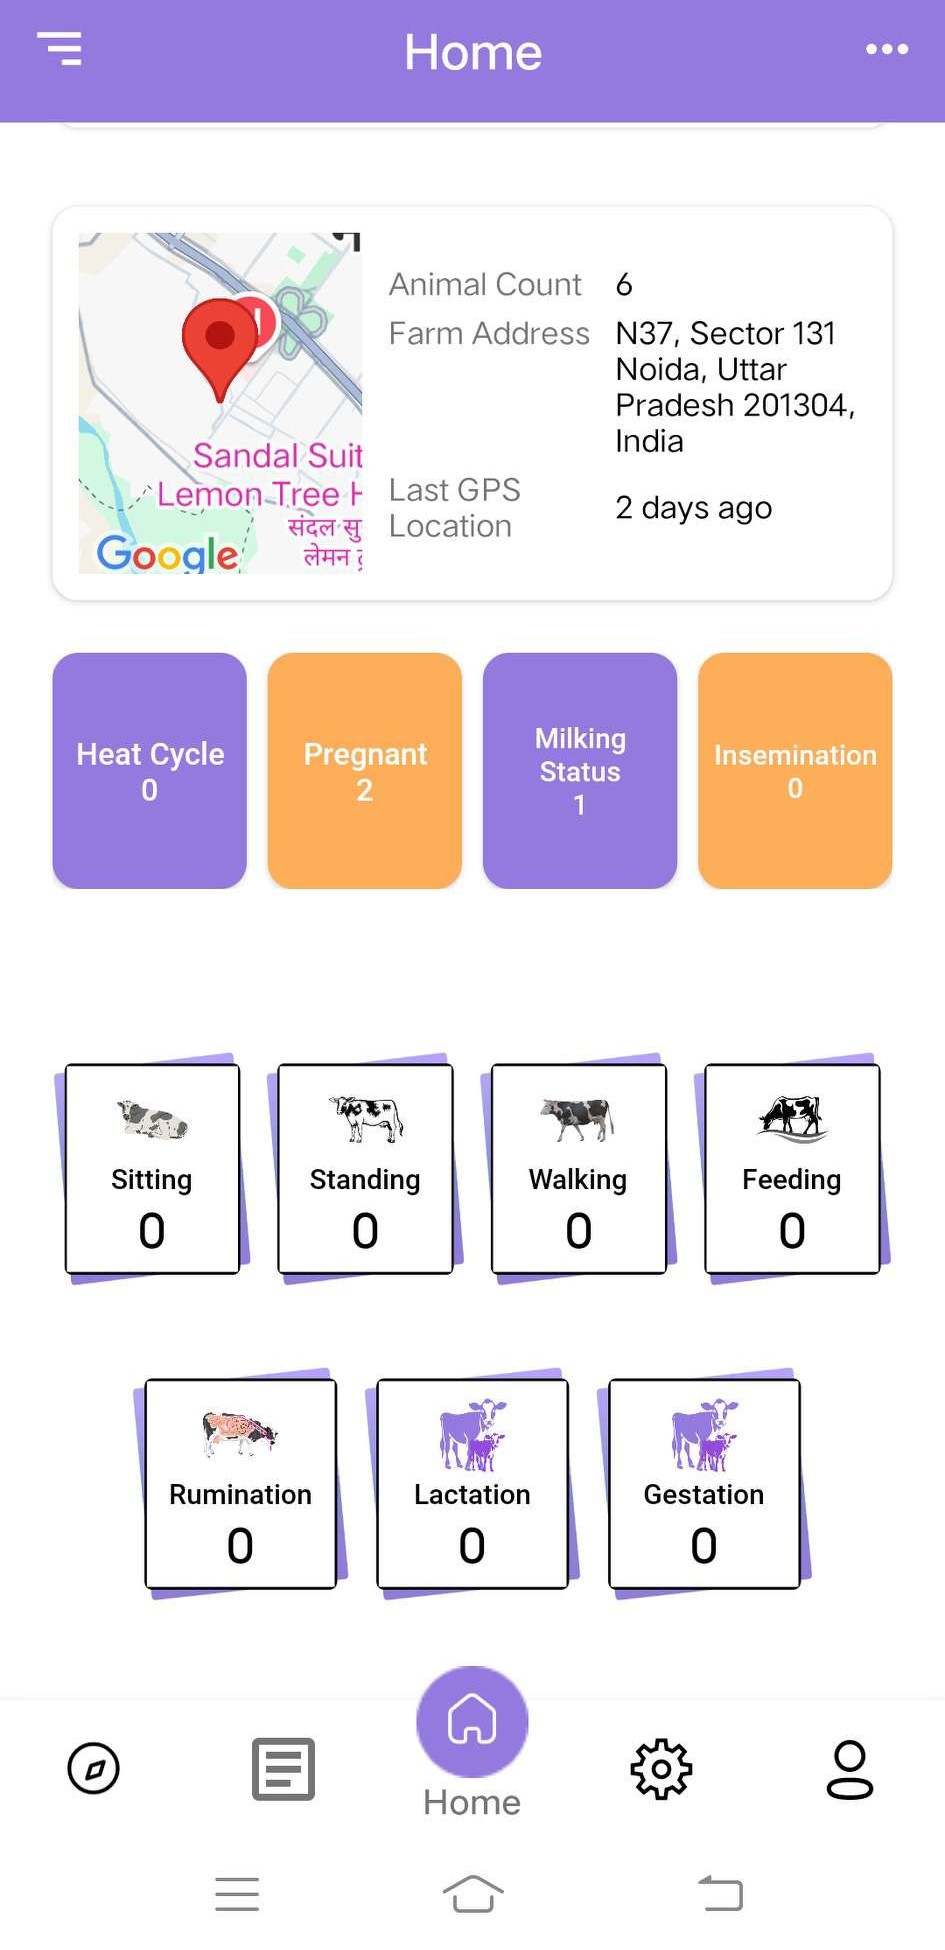 Home
Animal Count 6
Farm Address N37, Sector 131
Noida, Uttar
Pradesh 201304,
India
Last GPS
Location
2 days ago
Sandal Suit
Lemon Tree H
संदल सु
लेमन
Google
Heat Cycle
0
Pregnant
2
Milking
Status
1
Insemination
0
Sitting
0
Standing
0
Walking
0
Feeding
0
Rumination
0
Lactation
0
Gestation
0
Home